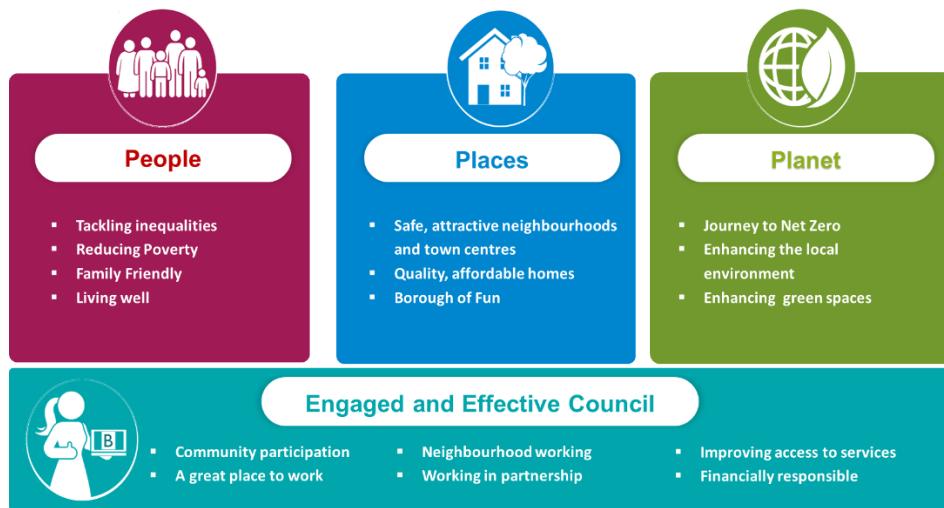 People
Tackling inequalities
Reducing Poverty
Family Friendly
Living well
Places
Safe, attractive neighbourhoods
and town centres
Quality, affordable homes
Borough of Fun
Planet
Journey to Net Zero
Enhancing the local
environment
Enhancing green spaces
Engaged and Effective Council
B
Community participation
A great place to work
Neighbourhood working
Working in partnership
Improving access to services
Financially responsible